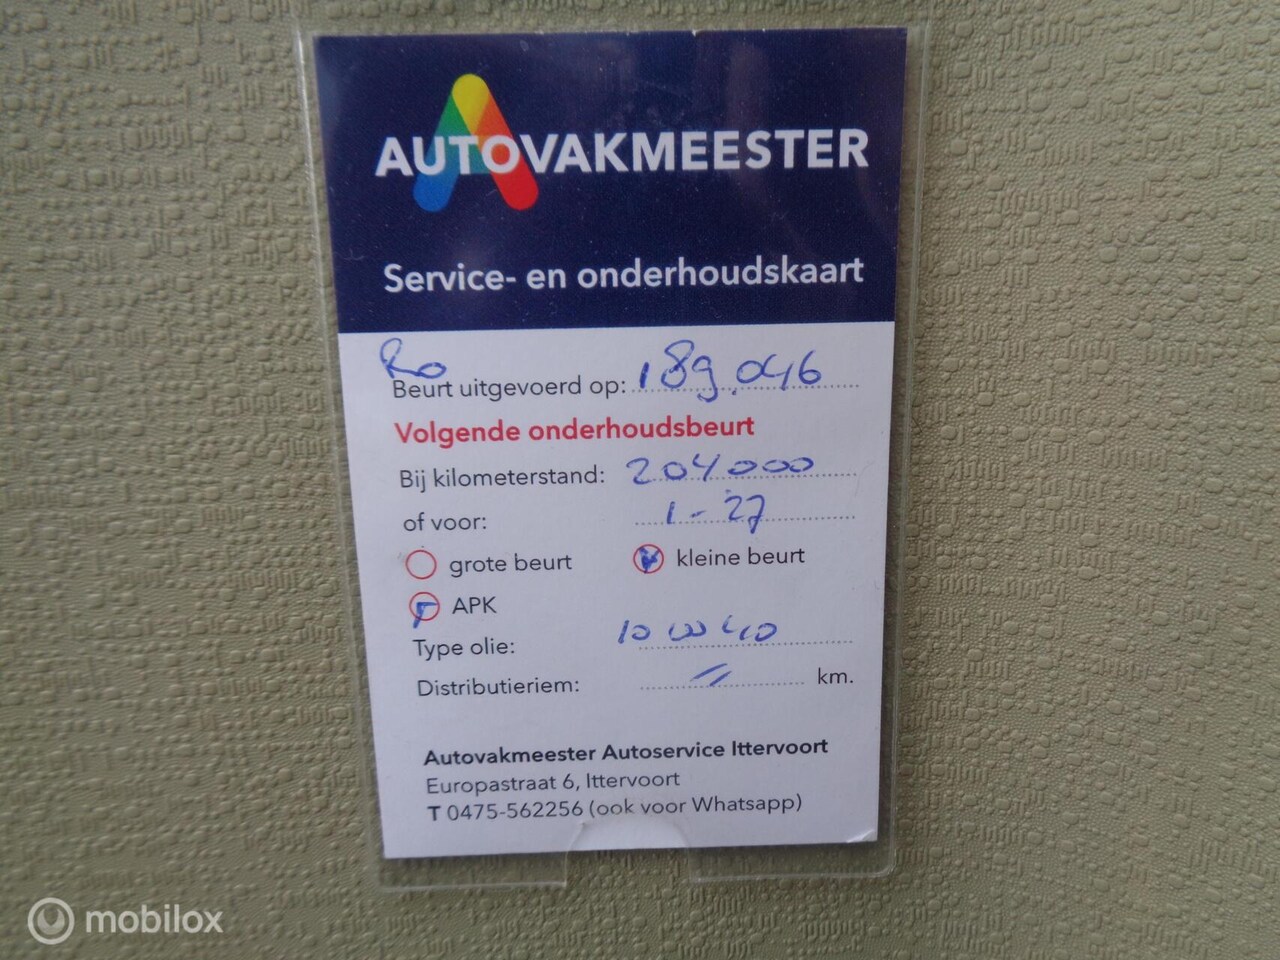 AUTOVAKMEESTER
Service- en onderhoudskaart
Ro
Beurt uitgevoerd op: 189.046
Volgende onderhoudsbeurt
Bij kilometerstand: 204000
of voor: 1-27
grote beurt kleine beurt
APK
Type olie: 10w40
Distributieriem: // km.
Autovakmeester Autoservice Ittervoort
Europastraat 6, Ittervoort
T 0475-562256 (ook voor Whatsapp)
mobilox